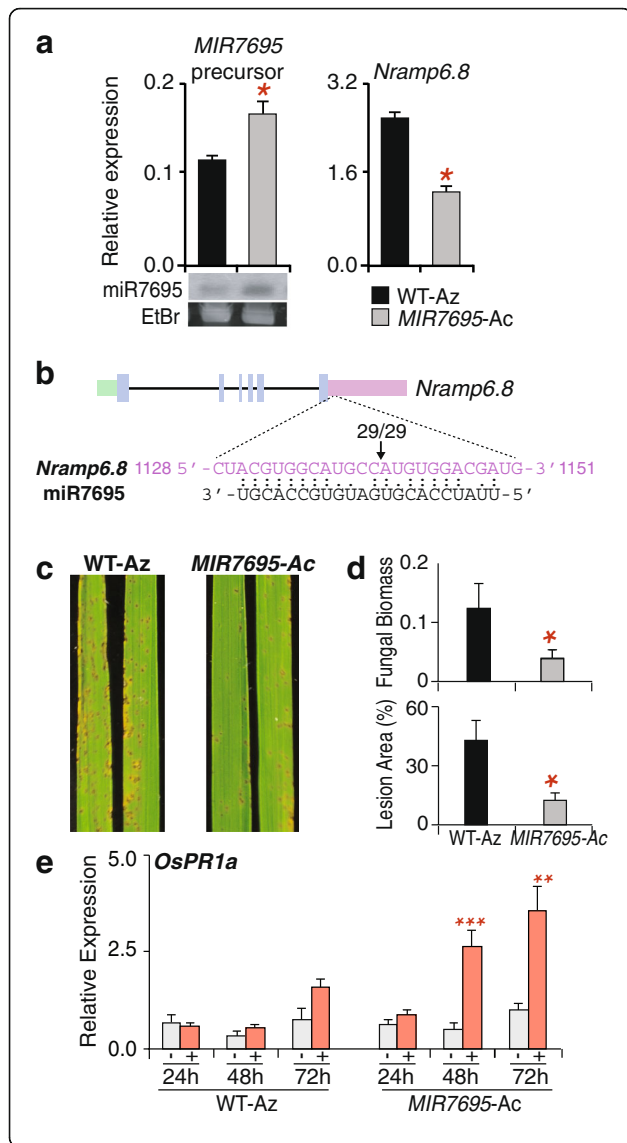 a
MIR7695 precursor
Nramp6.8
Relative expression
0.2
0.1
0.0
*
3.2
1.6
0.0
*
miR7695
EtBr
WT-Az
MIR7695-Ac
b
Nramp6.8
29/29
Nramp6.8 1128 5'-CUACGUGGCAUGCCAUGUGGACGAUG-3' 1151
miR7695 3'-UGCACCGUGUAGUGCACCUAUU-5'
c
WT-Az MIR7695-Ac
d
Fungal Biomass
0.2
0.1
0
*
Lesion Area (%)
60
30
0
*
WT-Az MIR7695-Ac
e
OsPR1a
Relative Expression
5.0
2.5
0.0
*** **
- + - + - + - + - + - +
24h 48h 72h 24h 48h 72h
WT-Az MIR7695-Ac